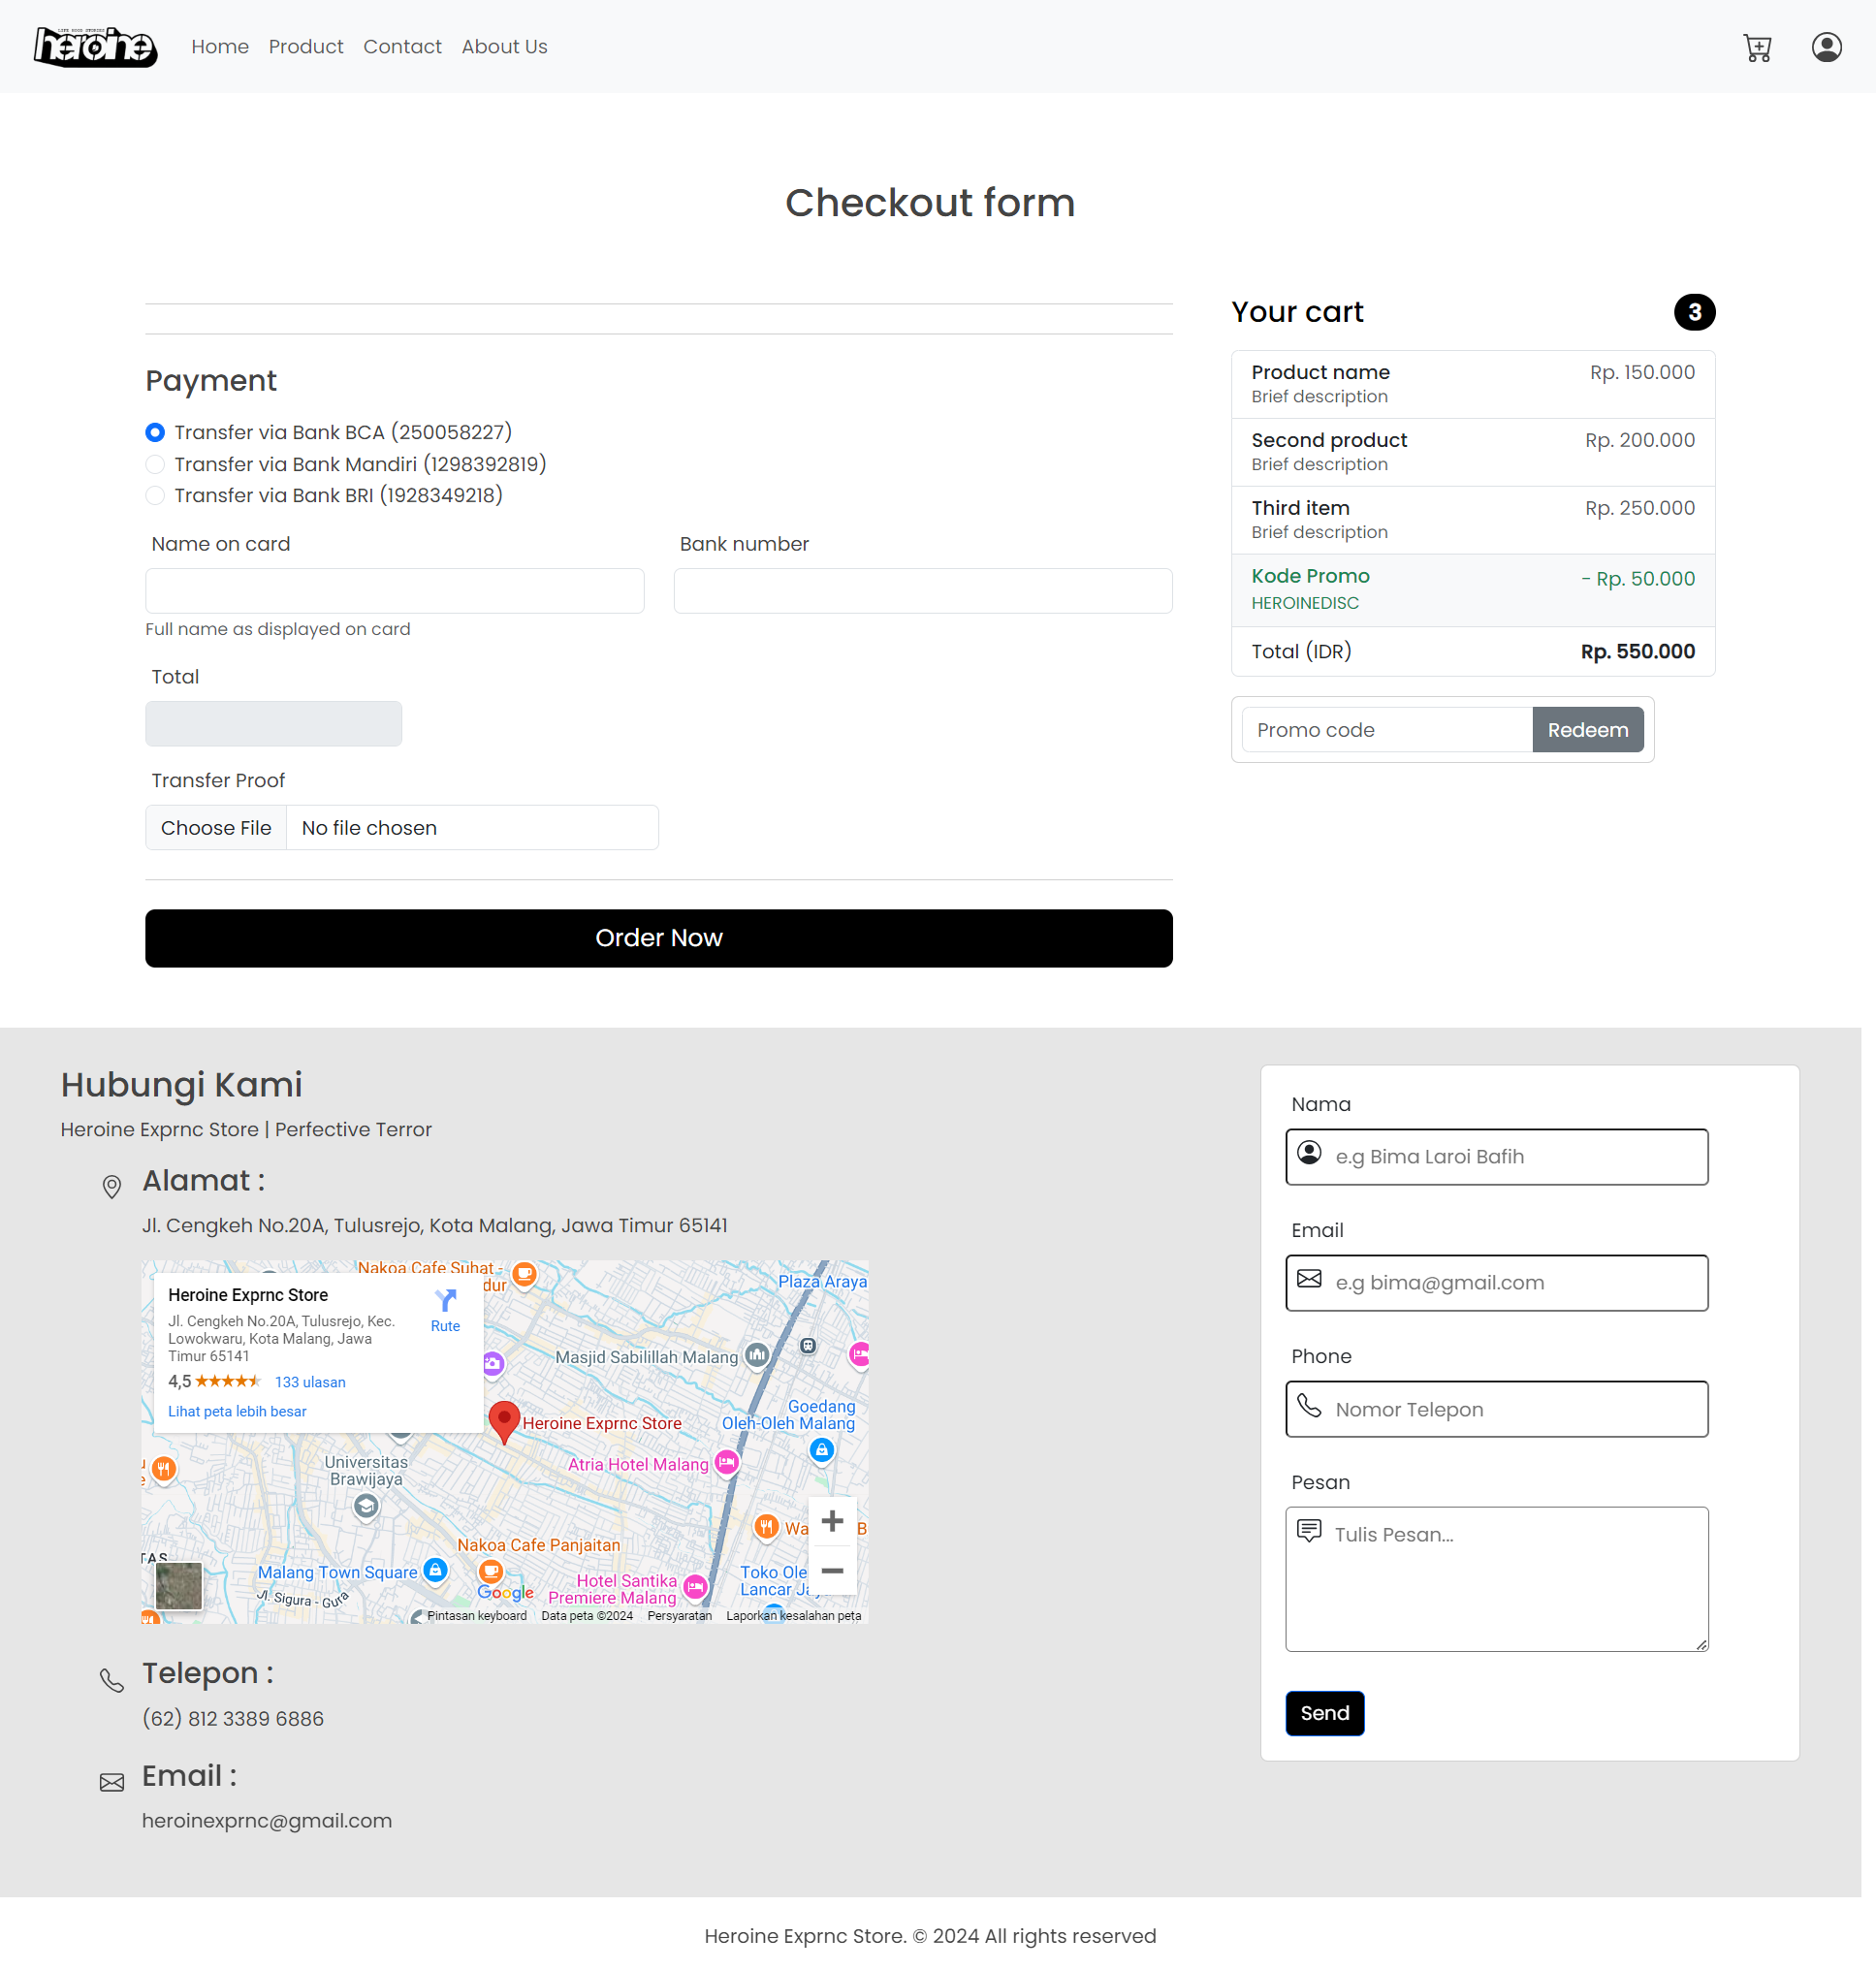 heroine
Home Product Contact About Us
Checkout form
Payment
Transfer via Bank BCA (250058227)
Transfer via Bank Mandiri (1298392819)
Transfer via Bank BRI (1928349218)
Name on card
Bank number
Full name as displayed on card
Total
Transfer Proof
Choose File No file chosen
Order Now
Your cart 3
Product name Rp. 150.000
Brief description
Second product Rp. 200.000
Brief description
Third item Rp. 250.000
Brief description
Kode Promo - Rp. 50.000
HEROINEDISC
Total (IDR) Rp. 550.000
Promo code Redeem
Hubungi Kami
Heroine Exprnc Store | Perfective Terror
Alamat :
Jl. Cengkeh No.20A, Tulusrejo, Kota Malang, Jawa Timur 65141
Heroine Exprnc Store
Jl. Cengkeh No.20A, Tulusrejo, Kec.
Lowokwaru, Kota Malang, Jawa
Timur 65141
Rute
4,5 133 ulasan
Lihat peta lebih besar
Nakoa Cafe Suhat -
dur
Plaza Araya
Masjid Sabilillah Malang
Goedang
Oleh-Oleh Malang
Heroine Exprnc Store
Atria Hotel Malang
Universitas
Brawijaya
Nakoa Cafe Panjaitan
Wa B
TAS
Malang Town Square
Jl. Sigura - Gura
Google
Hotel Santika
Premiere Malang
Toko Ole
Lancar Ja
Pintasan keyboard Data peta ©2024 Persyaratan Laporkan kesalahan peta
Telepon :
(62) 812 3389 6886
Email :
heroinexprnc@gmail.com
Nama
e.g Bima Laroi Bafih
Email
e.g bima@gmail.com
Phone
Nomor Telepon
Pesan
Tulis Pesan...
Send
Heroine Exprnc Store. © 2024 All rights reserved